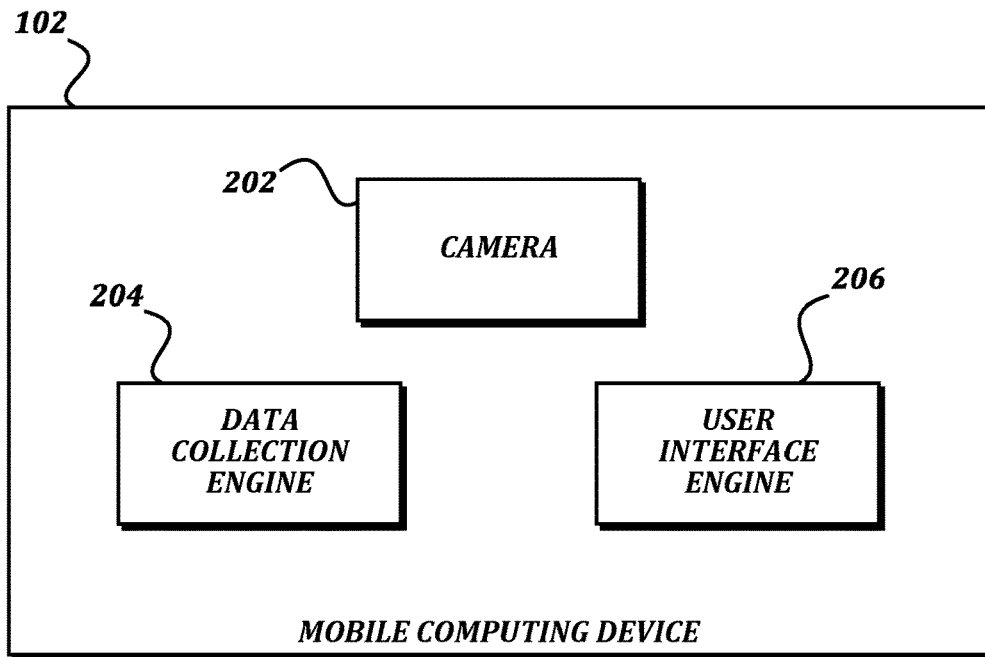 102
202
CAMERA
204
206
DATA
COLLECTION
ENGINE
USER
INTERFACE
ENGINE
MOBILE COMPUTING DEVICE